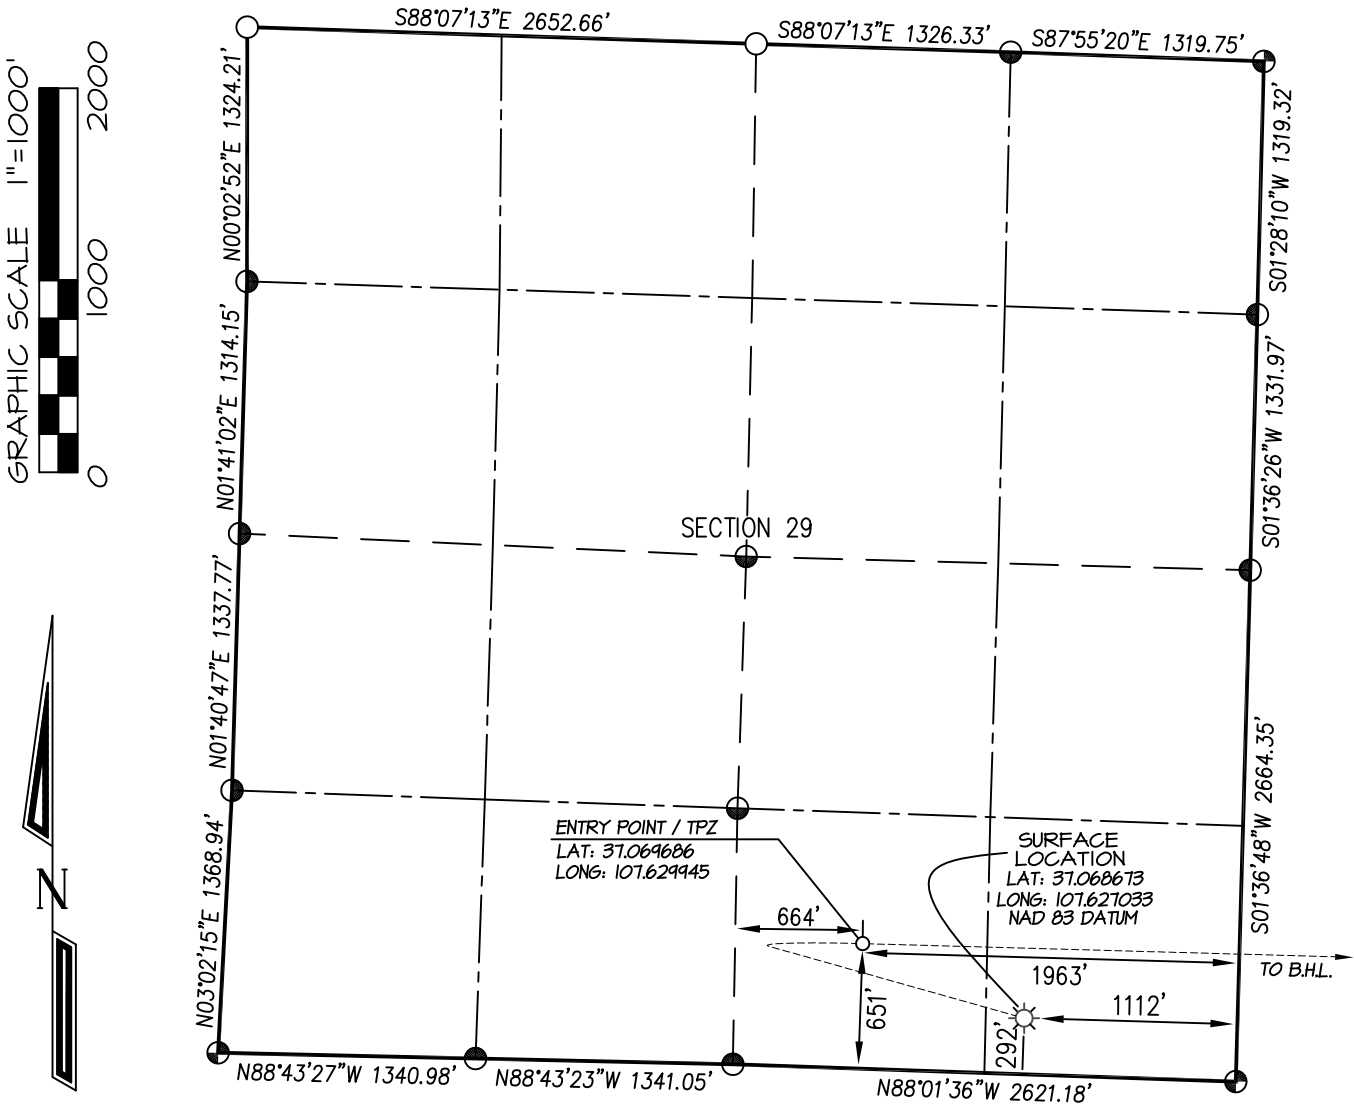 S88°07'13"E 2652.66'
S88°07'13"E 1326.33'
S87°55'20"E 1319.75'
GRAPHIC SCALE 1"=1000'
2000
1000
0
N00°02'52"E 1324.21'
S01°28'10"W 1319.32'
N01°41'02"E 1314.15'
S01°36'26"W 1331.97'
SECTION 29
N01°40'47"E 1337.77'
S01°36'48"W 2664.35'
N
N03°02'15"E 1368.94'
ENTRY POINT / TPZ
LAT: 37.069686
LONG: 107.629945
SURFACE
LOCATION
LAT: 37.068673
LONG: 107.627033
NAD 83 DATUM
664'
1963'
TO B.H.L.
651'
1112'
292'
N88°43'27"W 1340.98'
N88°43'23"W 1341.05'
N88°01'36"W 2621.18'